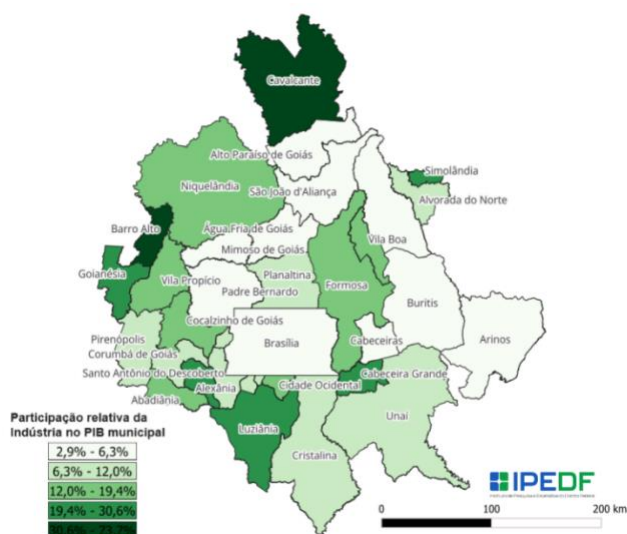 Cavalcante
Alto Paraíso de Goiás
Simolândia
Niquelândia
São João d'Aliança
Alvorada do Norte
Barro Alto
Água Fria de Goiás
Vila Boa
Mimoso de Goiás
Goianésia
Vila Propício
Planaltina
Formosa
Padre Bernardo
Buritis
Cocalzinho de Goiás
Pirenópolis
Brasília
Cabeceiras
Arinos
Corumbá de Goiás
Santo Antônio do Descoberto
Cabeceira Grande
Alexânia
Cidade Ocidental
Abadiânia
Unaí
Luziânia
Cristalina
Participação relativa da
Indústria no PIB municipal
2,9% - 6,3%
6,3% - 12,0%
12,0% - 19,4%
19,4% - 30,6%
30,6% - 73,7%
IPEDF
0 100 200 km